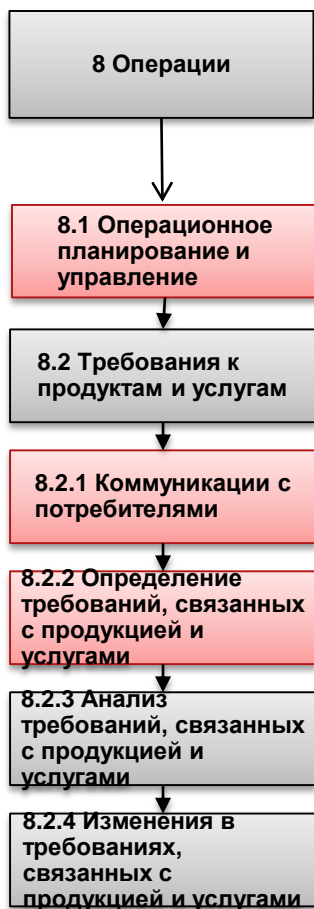 8 Операции
8.1 Операционное
планирование и
управление
8.2 Требования к
продуктам и услугам
8.2.1 Коммуникации с
потребителями
8.2.2 Определение
требований, связанных
с продукцией и
услугами
8.2.3 Анализ
требований, связанных
с продукцией и
услугами
8.2.4 Изменения в
требованиях,
связанных с
продукцией и услугами